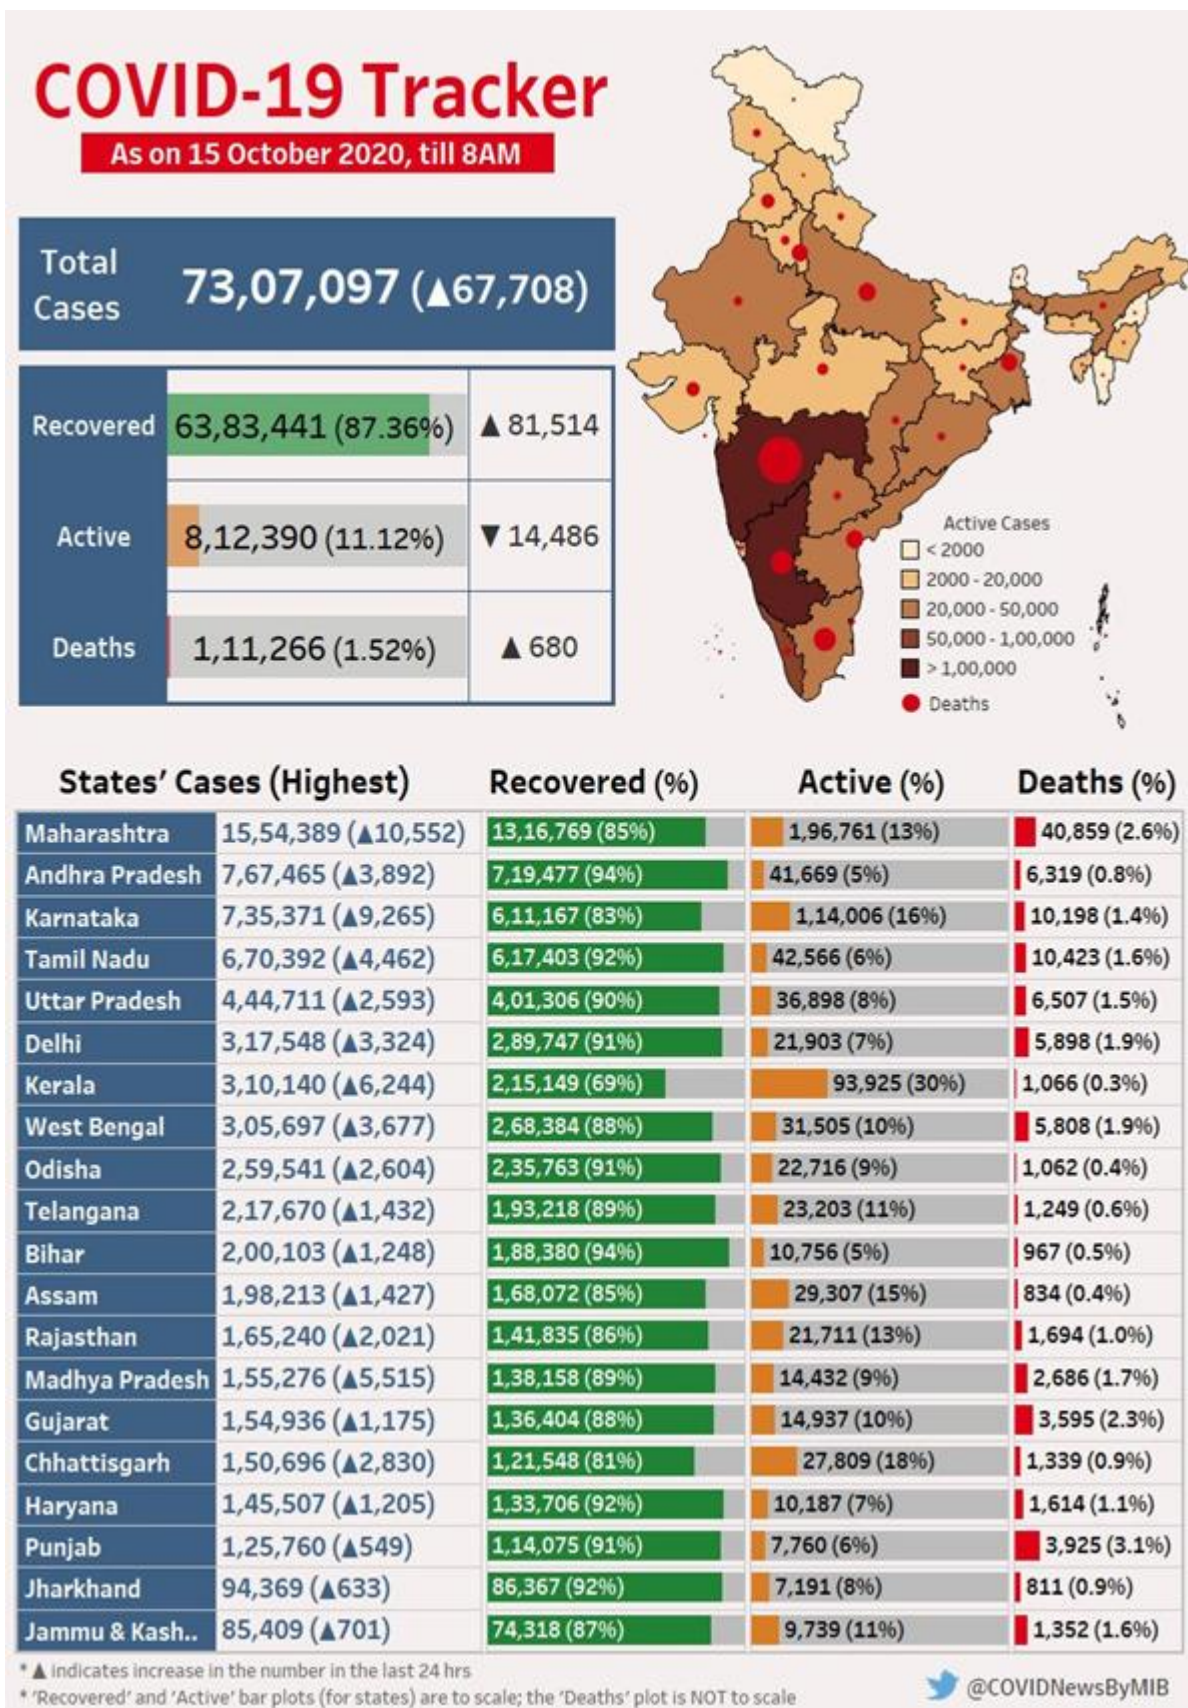 COVID-19 Tracker
As on 15 October 2020, till 8AM
Total Cases 73,07,097 (▲67,708)
Recovered 63,83,441 (87.36%) ▲ 81,514
Active 8,12,390 (11.12%) ▼ 14,486
Deaths 1,11,266 (1.52%) ▲ 680
Active Cases
< 2000
2000 - 20,000
20,000 - 50,000
50,000 - 1,00,000
> 1,00,000
Deaths
States' Cases (Highest) Recovered (%) Active (%) Deaths (%)
Maharashtra 15,54,389 (▲10,552) 13,16,769 (85%) 1,96,761 (13%) 40,859 (2.6%)
Andhra Pradesh 7,67,465 (▲3,892) 7,19,477 (94%) 41,669 (5%) 6,319 (0.8%)
Karnataka 7,35,371 (▲9,265) 6,11,167 (83%) 1,14,006 (16%) 10,198 (1.4%)
Tamil Nadu 6,70,392 (▲4,462) 6,17,403 (92%) 42,566 (6%) 10,423 (1.6%)
Uttar Pradesh 4,44,711 (▲2,593) 4,01,306 (90%) 36,898 (8%) 6,507 (1.5%)
Delhi 3,17,548 (▲3,324) 2,89,747 (91%) 21,903 (7%) 5,898 (1.9%)
Kerala 3,10,140 (▲6,244) 2,15,149 (69%) 93,925 (30%) 1,066 (0.3%)
West Bengal 3,05,697 (▲3,677) 2,68,384 (88%) 31,505 (10%) 5,808 (1.9%)
Odisha 2,59,541 (▲2,604) 2,35,763 (91%) 22,716 (9%) 1,062 (0.4%)
Telangana 2,17,670 (▲1,432) 1,93,218 (89%) 23,203 (11%) 1,249 (0.6%)
Bihar 2,00,103 (▲1,248) 1,88,380 (94%) 10,756 (5%) 967 (0.5%)
Assam 1,98,213 (▲1,427) 1,68,072 (85%) 29,307 (15%) 834 (0.4%)
Rajasthan 1,65,240 (▲2,021) 1,41,835 (86%) 21,711 (13%) 1,694 (1.0%)
Madhya Pradesh 1,55,276 (▲5,515) 1,38,158 (89%) 14,432 (9%) 2,686 (1.7%)
Gujarat 1,54,936 (▲1,175) 1,36,404 (88%) 14,937 (10%) 3,595 (2.3%)
Chhattisgarh 1,50,696 (▲2,830) 1,21,548 (81%) 27,809 (18%) 1,339 (0.9%)
Haryana 1,45,507 (▲1,205) 1,33,706 (92%) 10,187 (7%) 1,614 (1.1%)
Punjab 1,25,760 (▲549) 1,14,075 (91%) 7,760 (6%) 3,925 (3.1%)
Jharkhand 94,369 (▲633) 86,367 (92%) 7,191 (8%) 811 (0.9%)
Jammu & Kash.. 85,409 (▲701) 74,318 (87%) 9,739 (11%) 1,352 (1.6%)
* ▲ indicates increase in the number in the last 24 hrs
* 'Recovered' and 'Active' bar plots (for states) are to scale; the 'Deaths' plot is NOT to scale
@COVIDNewsByMIB